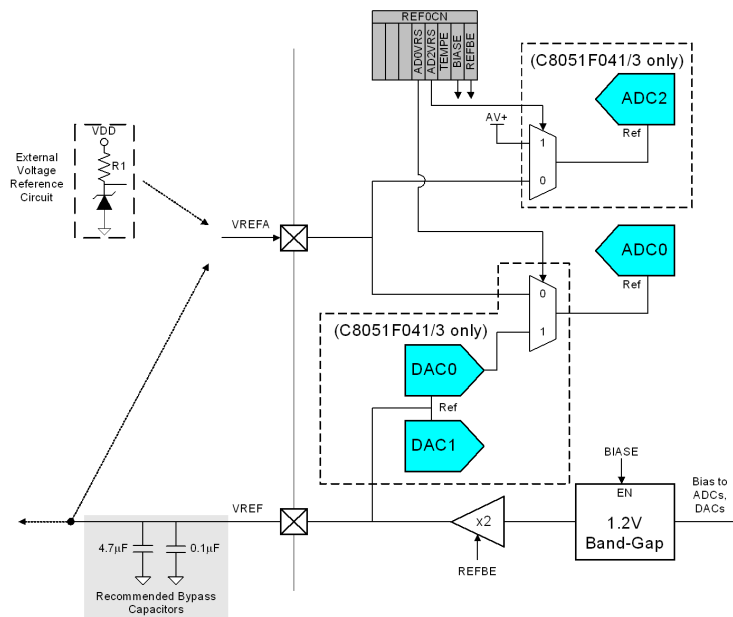 REF0CN
AD0VRS
AD2VRS
TEMPE
BIASE
REFBE
(C8051F041/3 only)
ADC2
Ref
AV+
1
0
External
Voltage
Reference
Circuit
VDD
R1
VREFA
ADC0
Ref
0
1
(C8051F041/3 only)
DAC0
Ref
DAC1
BIASE
EN
1.2V
Band-Gap
Bias to
ADCs,
DACs
VREF
x2
REFBE
4.7µF
0.1µF
Recommended Bypass
Capacitors